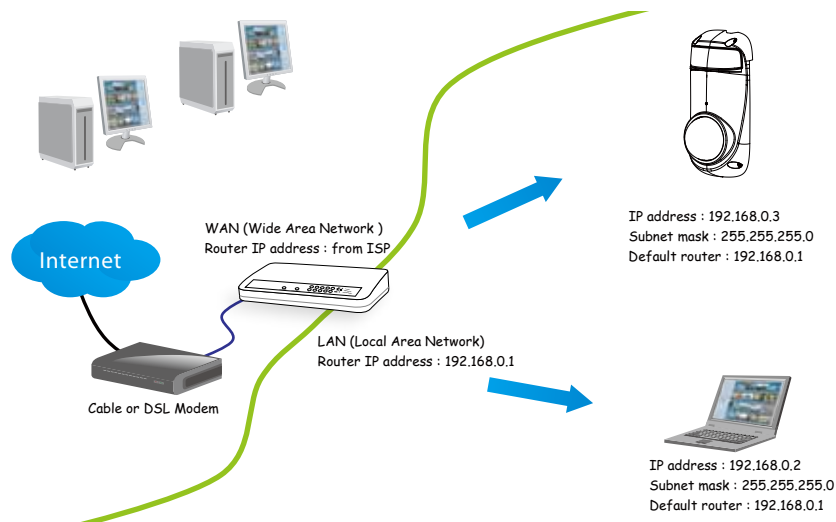 Internet
WAN (Wide Area Network )
Router IP address : from ISP
LAN (Local Area Network)
Router IP address : 192.168.0.1
Cable or DSL Modem
IP address : 192.168.0.3
Subnet mask : 255.255.255.0
Default router : 192.168.0.1
IP address : 192.168.0.2
Subnet mask : 255.255.255.0
Default router : 192.168.0.1